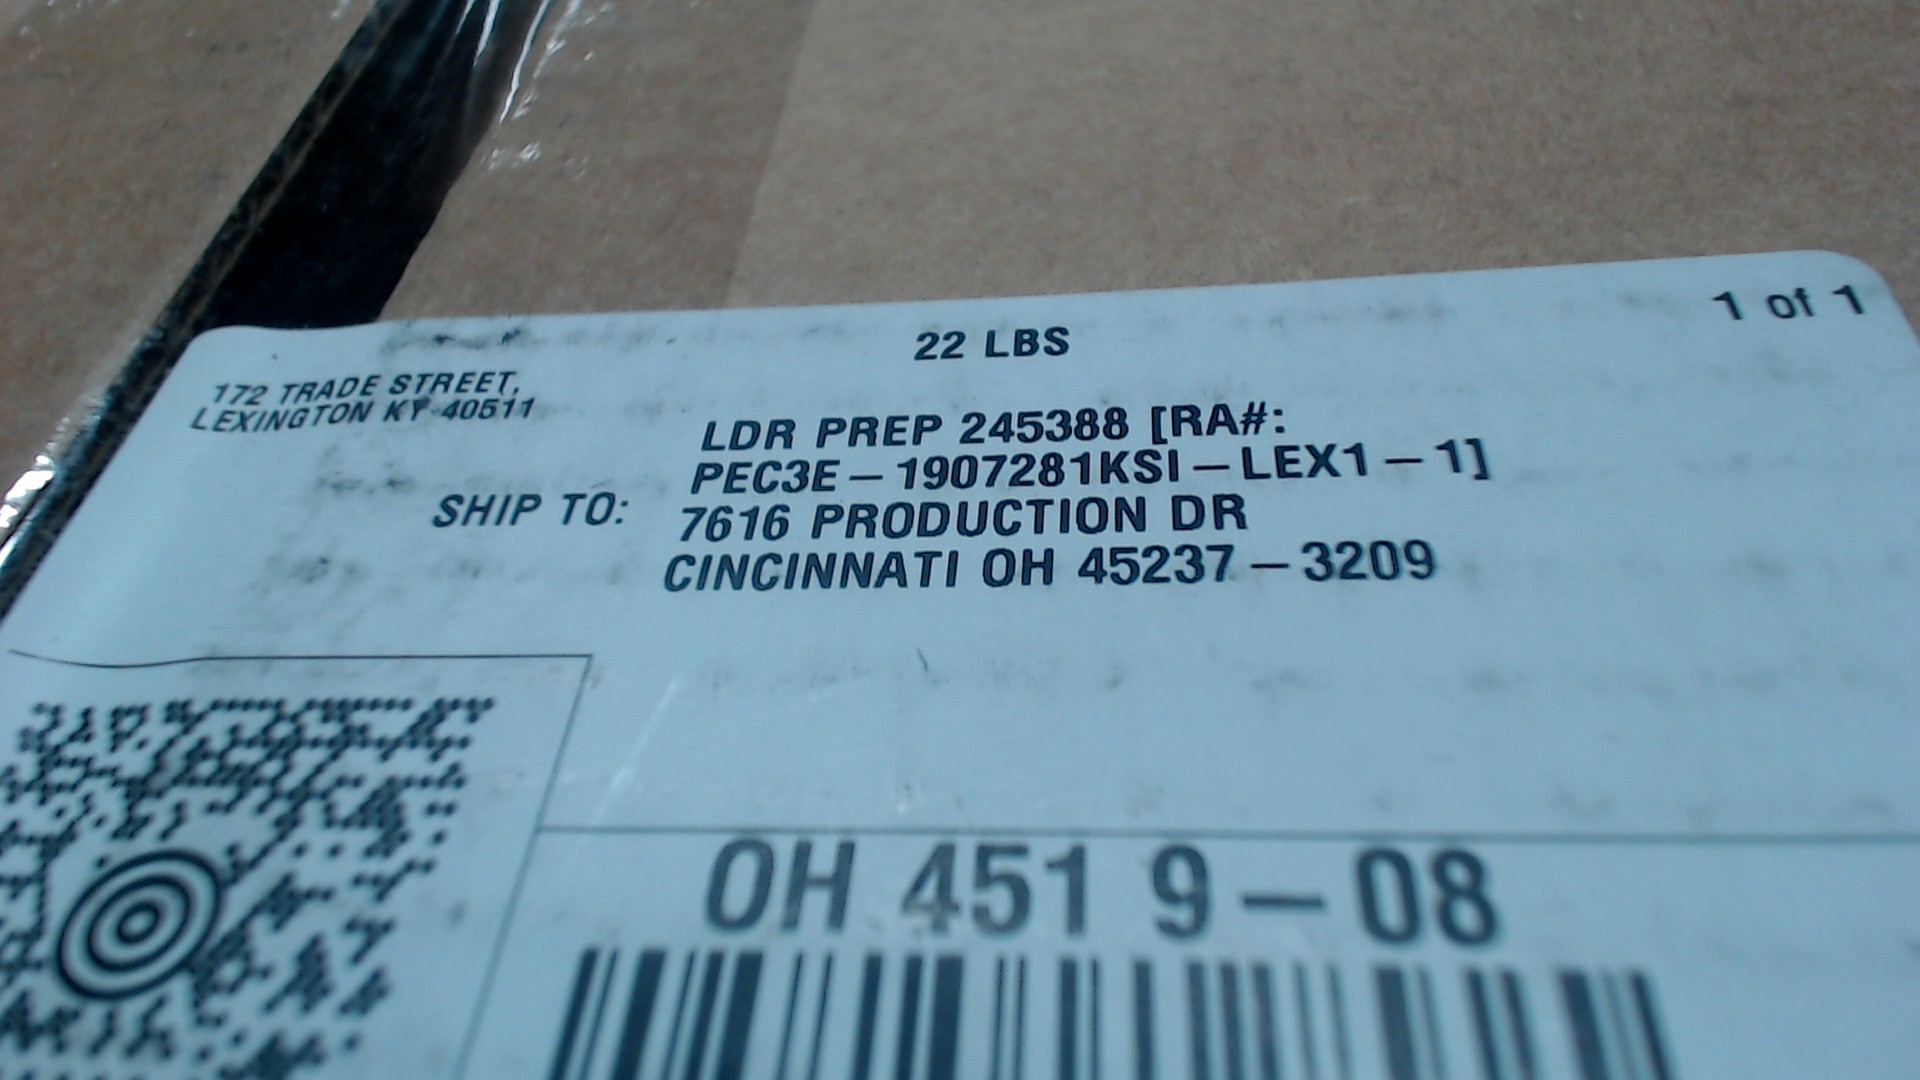 22 LBS
1 of 1
172 TRADE STREET,
LEXINGTON KY 40511
LDR PREP 245388 [RA#:
PEC3E-1907281KSI-LEX1-1]
SHIP TO:
7616 PRODUCTION DR
CINCINNATI OH 45237-3209
OH 451 9-08